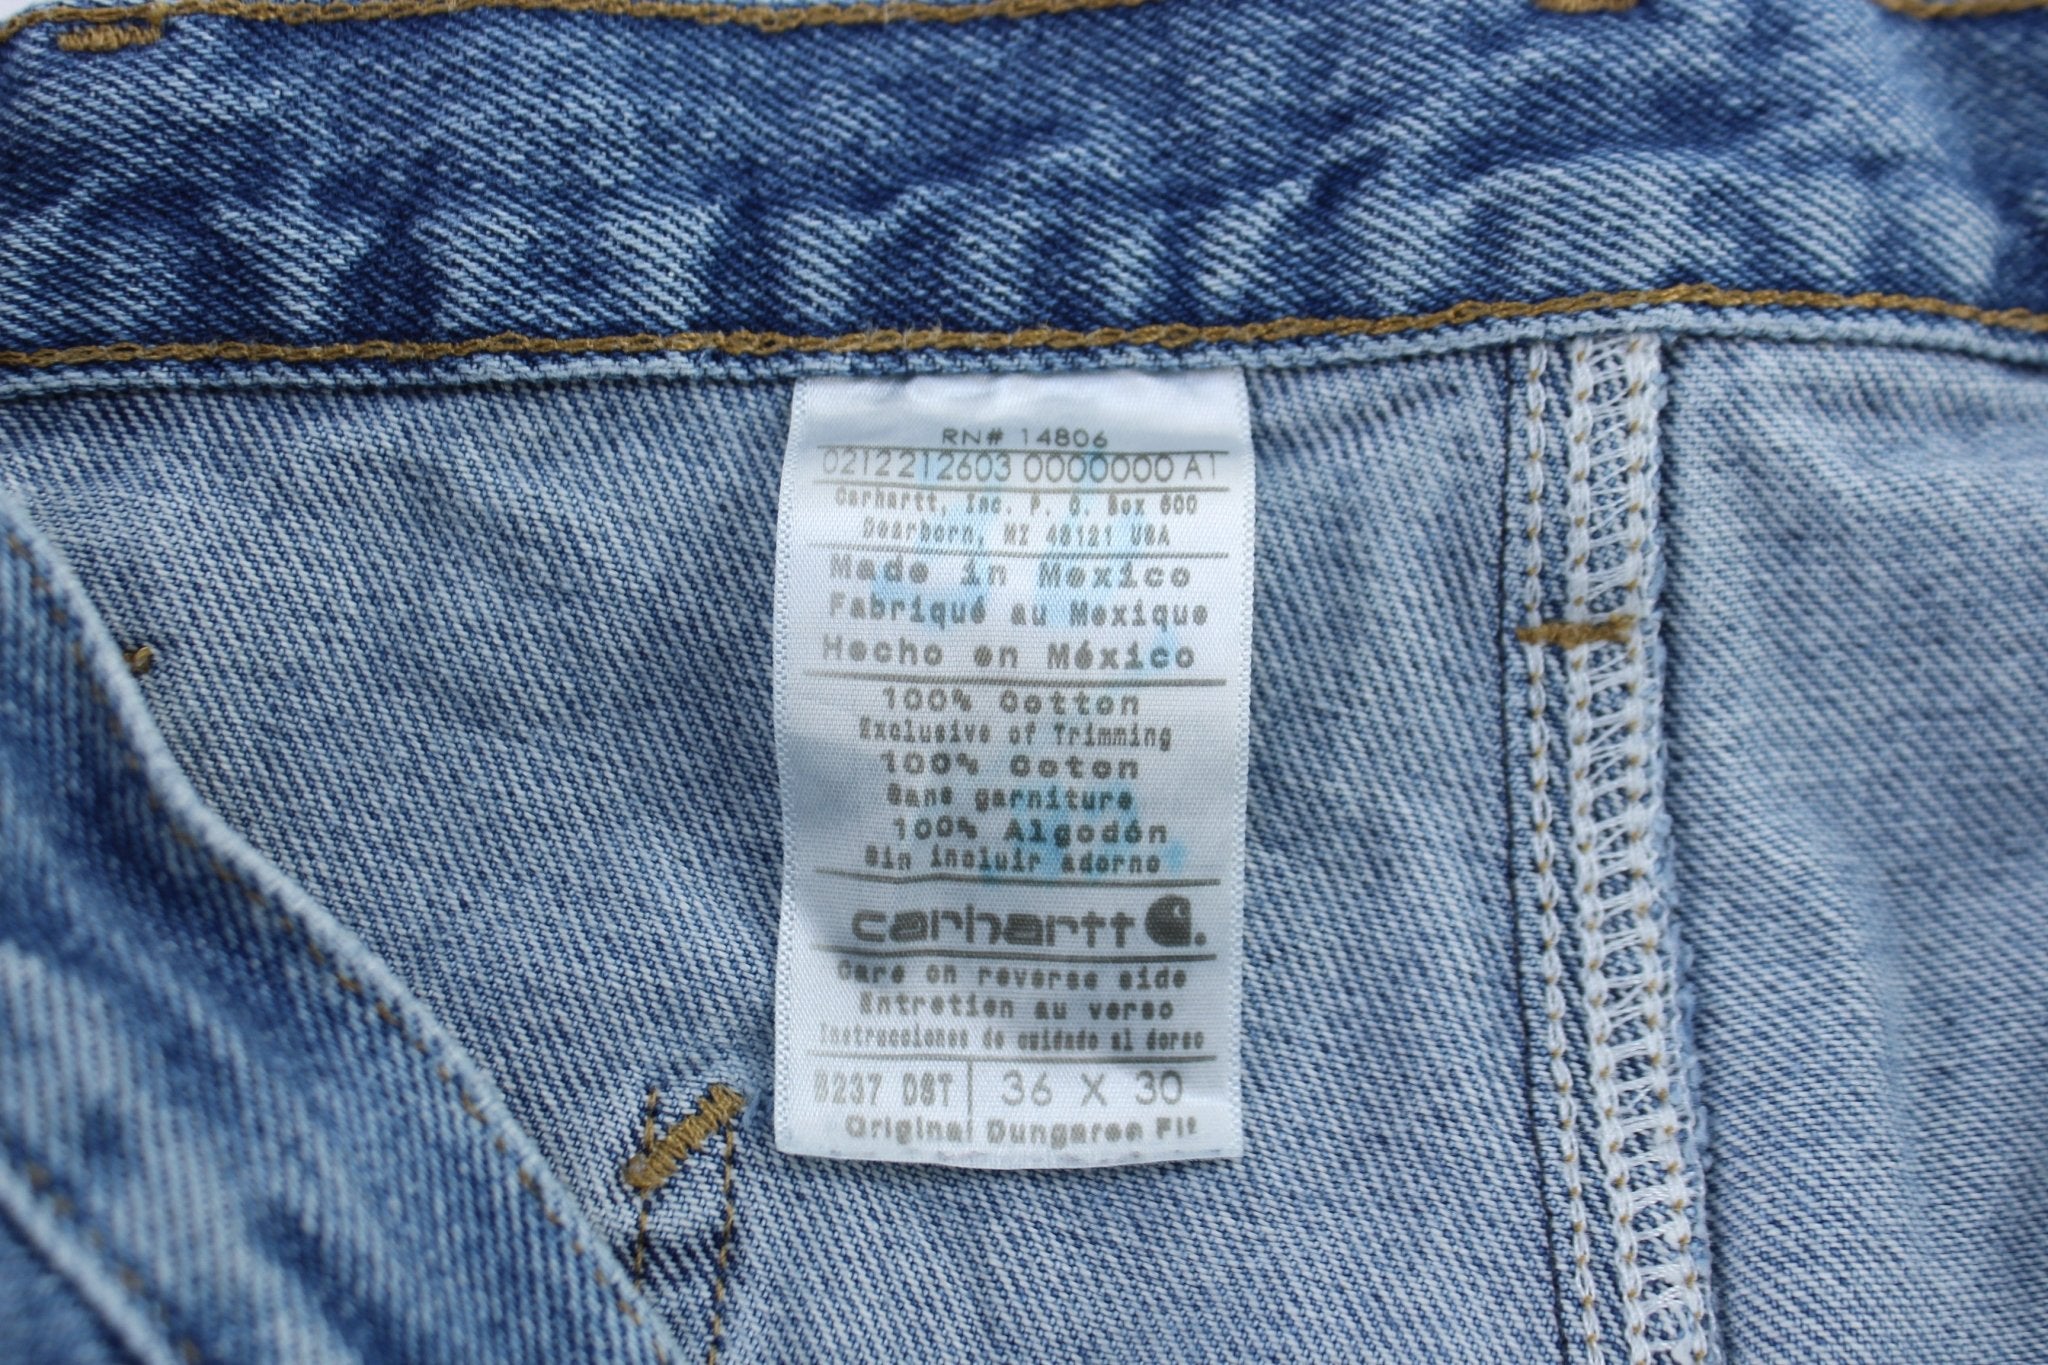 RN# 14806
0212212603 0000000 A1
Carhartt, Inc. P. O. Box 600
Dearborn, MI 48121 USA
Made in Mexico
Fabriqué au Mexique
Hecho en México
100% Cotton
Exclusive of Trimming
100% Coton
Sans garniture
100% Algodón
Sin incluir adorno
carhartt
Care on reverse side
Entretien au verso
Instrucciones de cuidado al dorso
B237 DST 36 X 30
Original Dungaree Fit